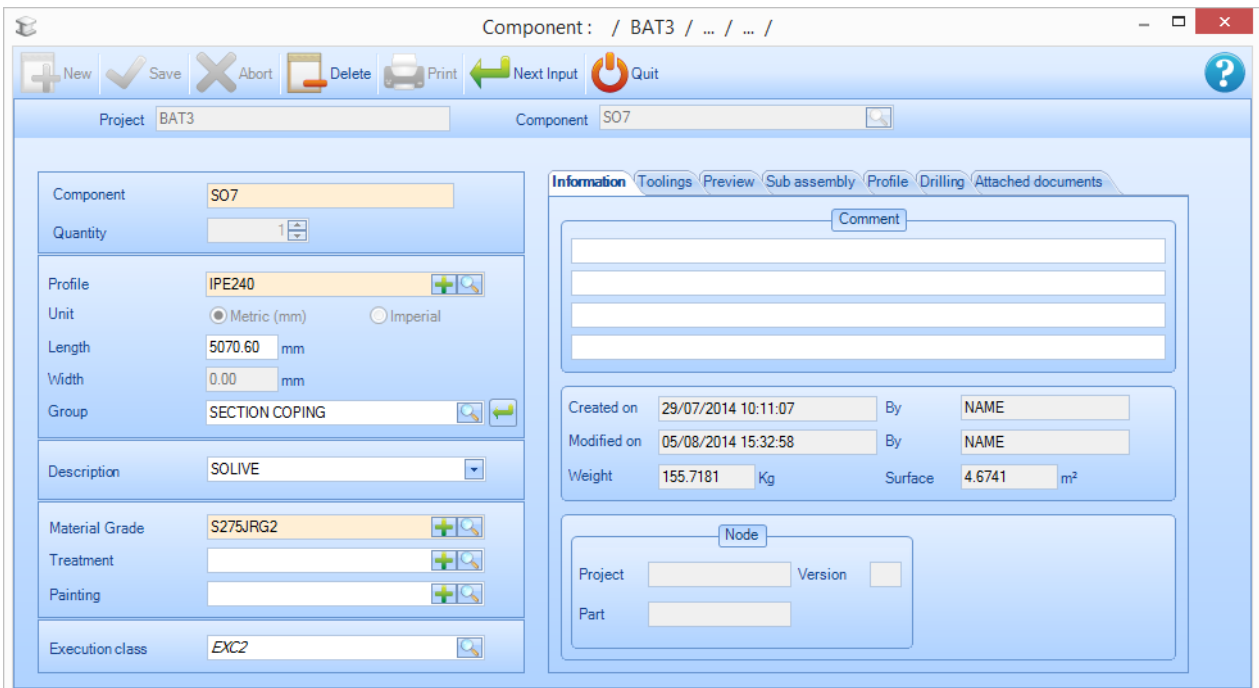 Component : / BAT3 / ... / ... /
New Save Abort Delete Print Next Input Quit ?
Project BAT3 Component SO7
Component SO7
Quantity 1
Profile IPE240
Unit Metric (mm) Imperial
Length 5070.60 mm
Width 0.00 mm
Group SECTION COPING
Description SOLIVE
Material Grade S275JRG2
Treatment
Painting
Execution class EXC2
Information Toolings Preview Sub assembly Profile Drilling Attached documents
Comment
Created on 29/07/2014 10:11:07 By NAME
Modified on 05/08/2014 15:32:58 By NAME
Weight 155.7181 Kg Surface 4.6741 m²
Node
Project Version
Part